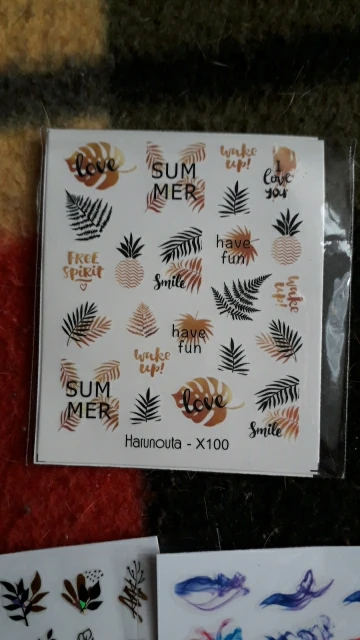 love
SUM
MER
wake
up!
I
love
you
FREE
SPIRIT
Smile
have
fun
wake
up!
have
fun
wake
up!
SUM
MER
love
Smile
Harunouta - X100